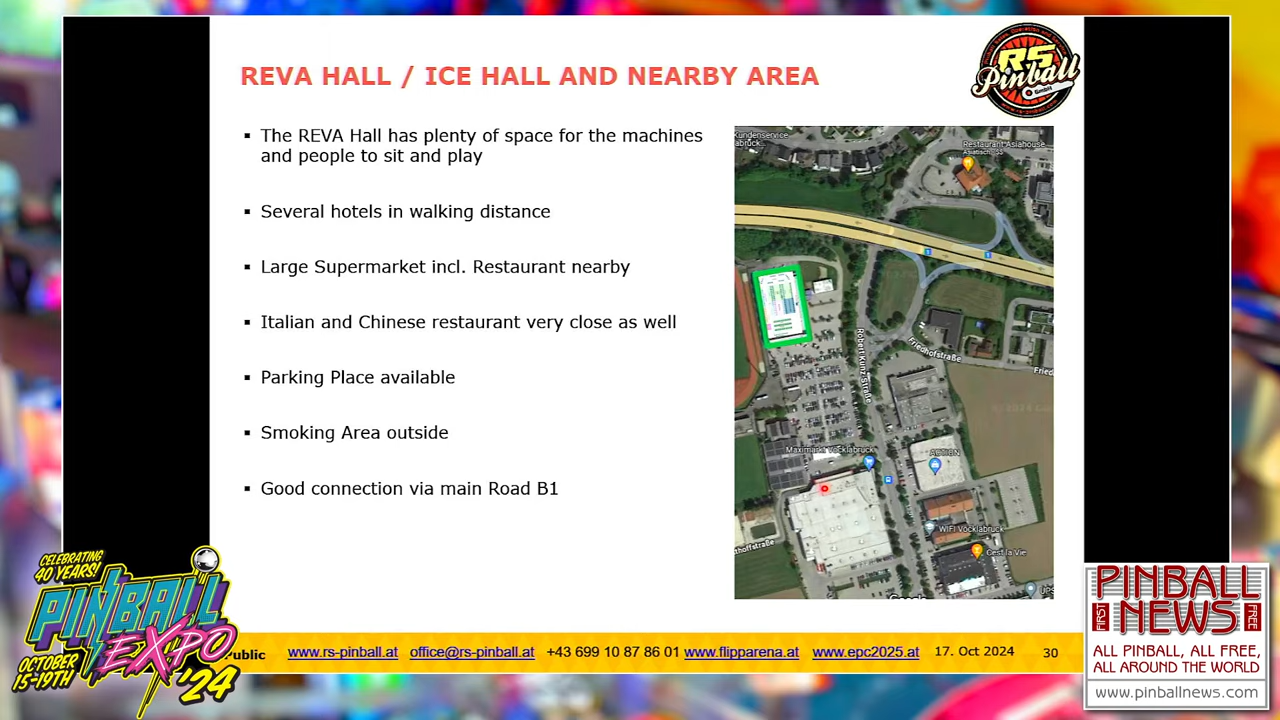 REVA HALL / ICE HALL AND NEARBY AREA
RS
Pinball
GmbH
▪ The REVA Hall has plenty of space for the machines
and people to sit and play
▪ Several hotels in walking distance
▪ Large Supermarket incl. Restaurant nearby
▪ Italian and Chinese restaurant very close as well
▪ Parking Place available
▪ Smoking Area outside
▪ Good connection via main Road B1
Kundenservice
Restaurant Asiahouse
Robert Kunz-Straße
Friedhofstraße
Maximarkt Vöcklabruck
ACTION
WIFI Vöcklabruck
Cest la Vie
CELEBRATING
40 YEARS!
PINBALL
EXPO
OCTOBER
15-19TH
'24
ublic
www.rs-pinball.at office@rs-pinball.at +43 699 10 87 86 01 www.flipparena.at www.epc2025.at 17. Oct 2024 30
PINBALL
FIRST NEWS FREE
ALL PINBALL, ALL FREE,
ALL AROUND THE WORLD
www.pinballnews.com